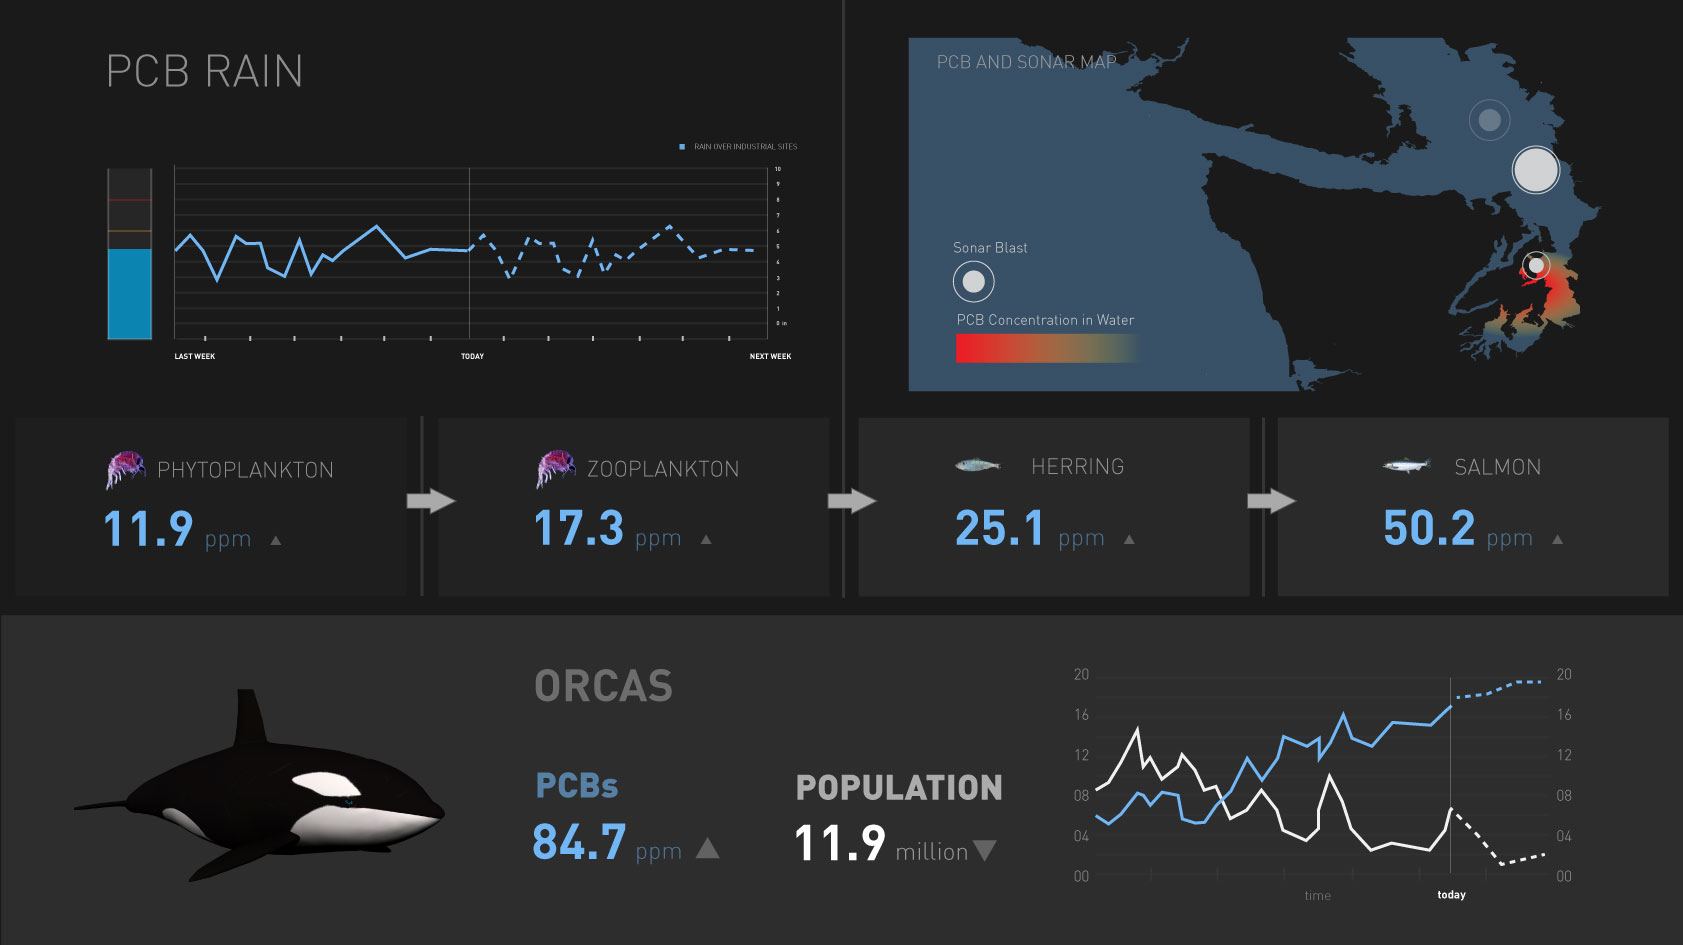 PCB RAIN
RAIN OVER INDUSTRIAL SITES
10
9
8
7
6
5
4
3
2
1
0 in
LAST WEEK
TODAY
NEXT WEEK
PCB AND SONAR MAP
Sonar Blast
PCB Concentration in Water
PHYTOPLANKTON
11.9 ppm
ZOOPLANKTON
17.3 ppm
HERRING
25.1 ppm
SALMON
50.2 ppm
ORCAS
PCBs
84.7 ppm
POPULATION
11.9 million
20
16
12
08
04
00
20
16
12
08
04
00
time
today